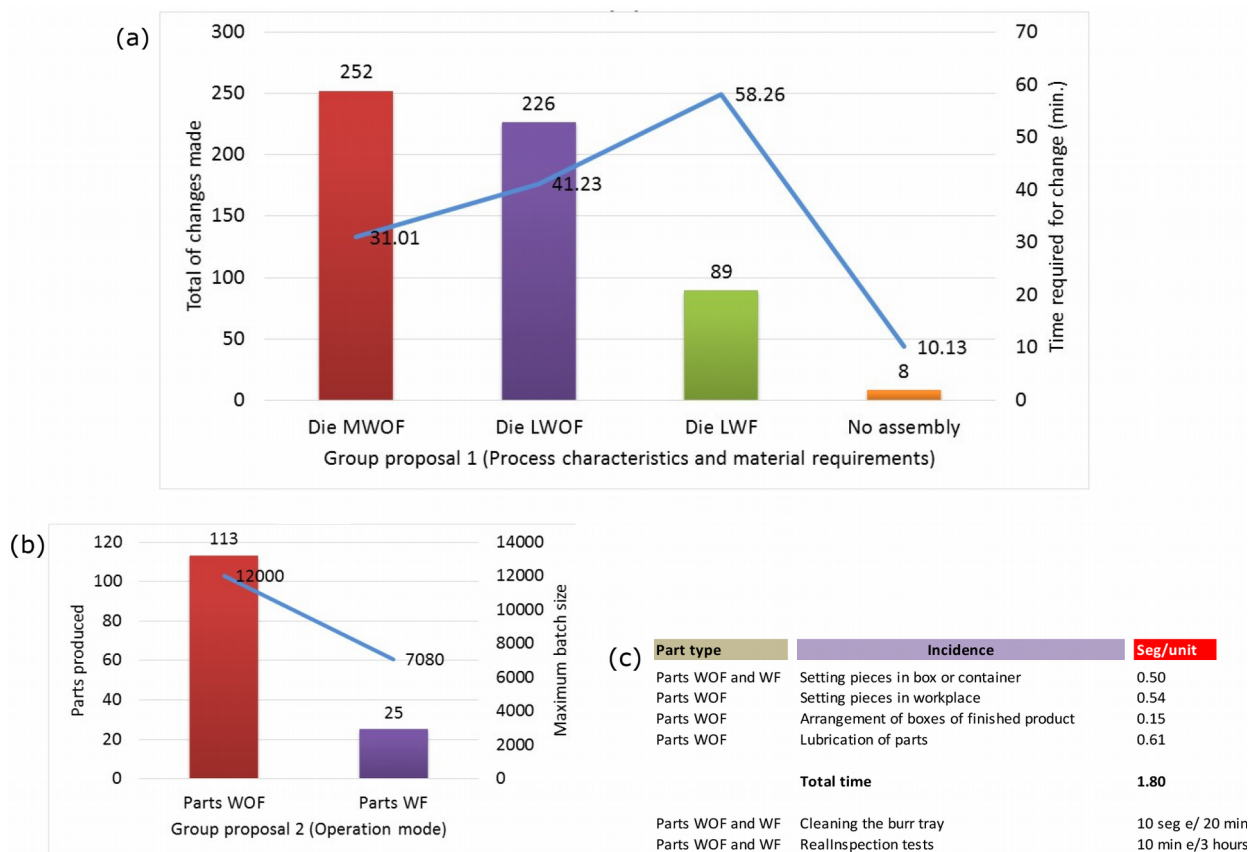 (a)
300
250
200
150
100
50
0
Total of changes made
252
226
89
8
31.01
41.23
58.26
10.13
70
60
50
40
30
20
10
0
Time required for change (min.)
Die MWOF
Die LWOF
Die LWF
No assembly
Group proposal 1 (Process characteristics and material requirements)
(b)
120
100
80
60
40
20
0
Parts produced
113
25
12000
7080
14000
12000
10000
8000
6000
4000
2000
0
Maximum batch size
Parts WOF
Parts WF
Group proposal 2 (Operation mode)
(c)
Part type Incidence Seg/unit
Parts WOF and WF Setting pieces in box or container 0.50
Parts WOF Setting pieces in workplace 0.54
Parts WOF Arrangement of boxes of finished product 0.15
Parts WOF Lubrication of parts 0.61
Total time 1.80
Parts WOF and WF Cleaning the burr tray 10 seg e/ 20 min
Parts WOF and WF RealInspection tests 10 min e/3 hours